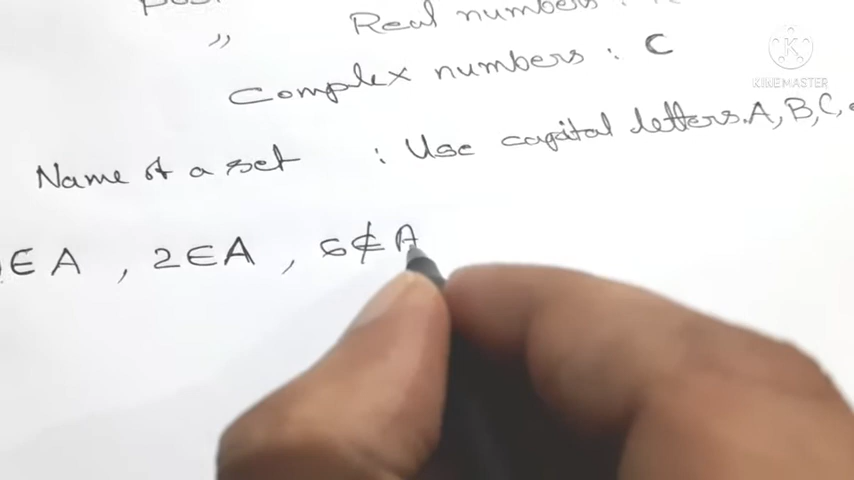 Real numbers :
" Complex numbers : C
Name of a set : Use capital letters. A, B, C,
∈ A , 2 ∈ A , 6 ∉ A
KINEMASTER